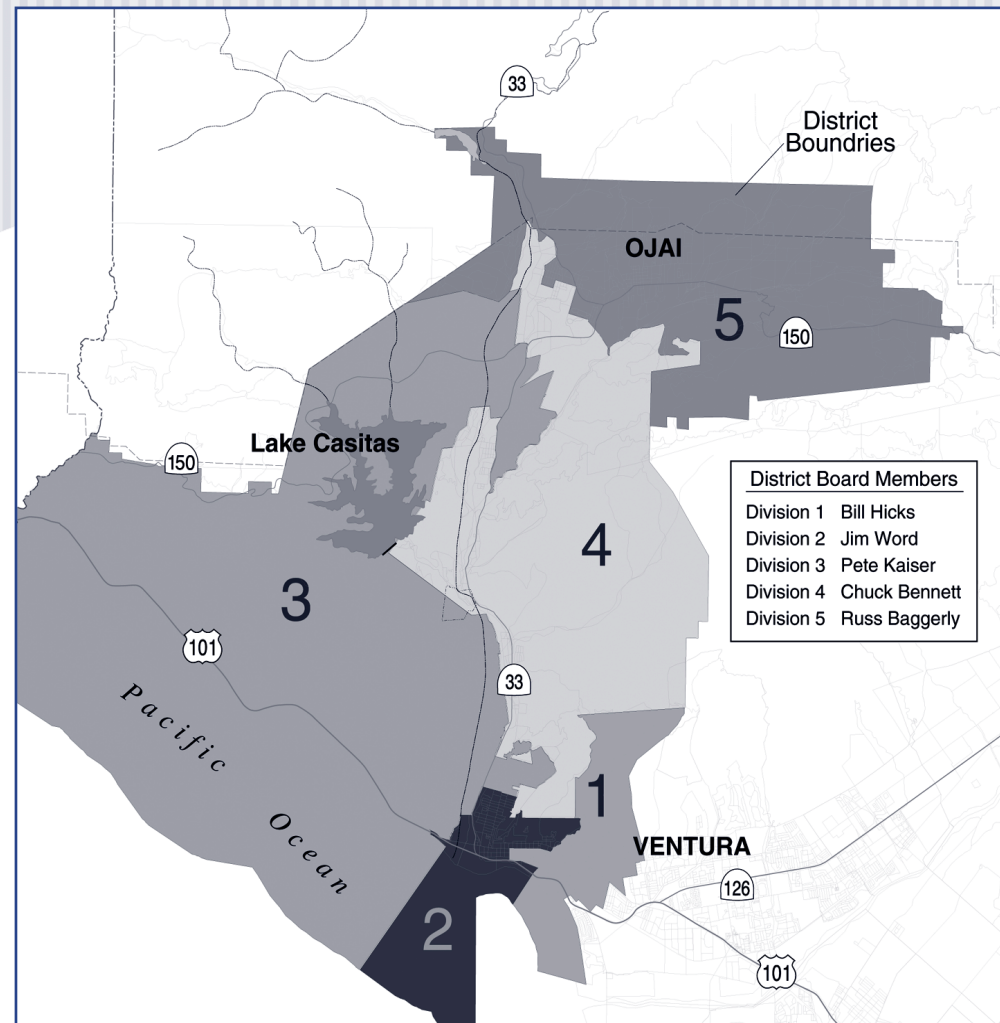 33
District
Boundries
OJAI
5
150
Lake Casitas
150
District Board Members
Division 1 Bill Hicks
Division 2 Jim Word
Division 3 Pete Kaiser
Division 4 Chuck Bennett
Division 5 Russ Baggerly
4
3
101
33
Pacific
Ocean
1
VENTURA
126
2
101